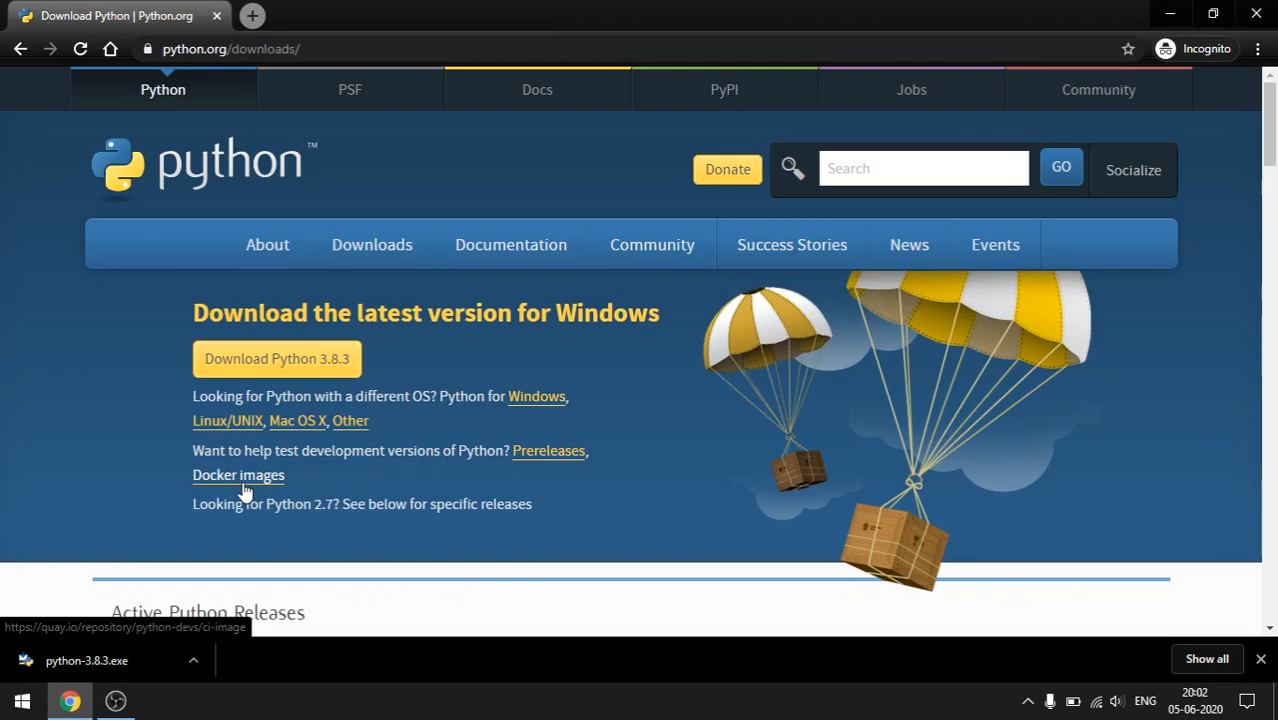 Download Python | Python.org
python.org/downloads/
Incognito
Python PSF Docs PyPI Jobs Community
python™
Donate Search GO Socialize
About Downloads Documentation Community Success Stories News Events
Download the latest version for Windows
Download Python 3.8.3
Looking for Python with a different OS? Python for Windows,
Linux/UNIX, Mac OS X, Other
Want to help test development versions of Python? Prereleases,
Docker images
Looking for Python 2.7? See below for specific releases
Active Python Releases
https://quay.io/repository/python-devs/ci-image
python-3.8.3.exe
Show all
ENG
20:02
05-06-2020